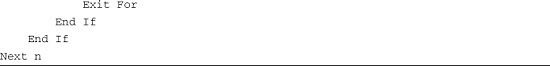 Exit For
        End If
    End If
Next n